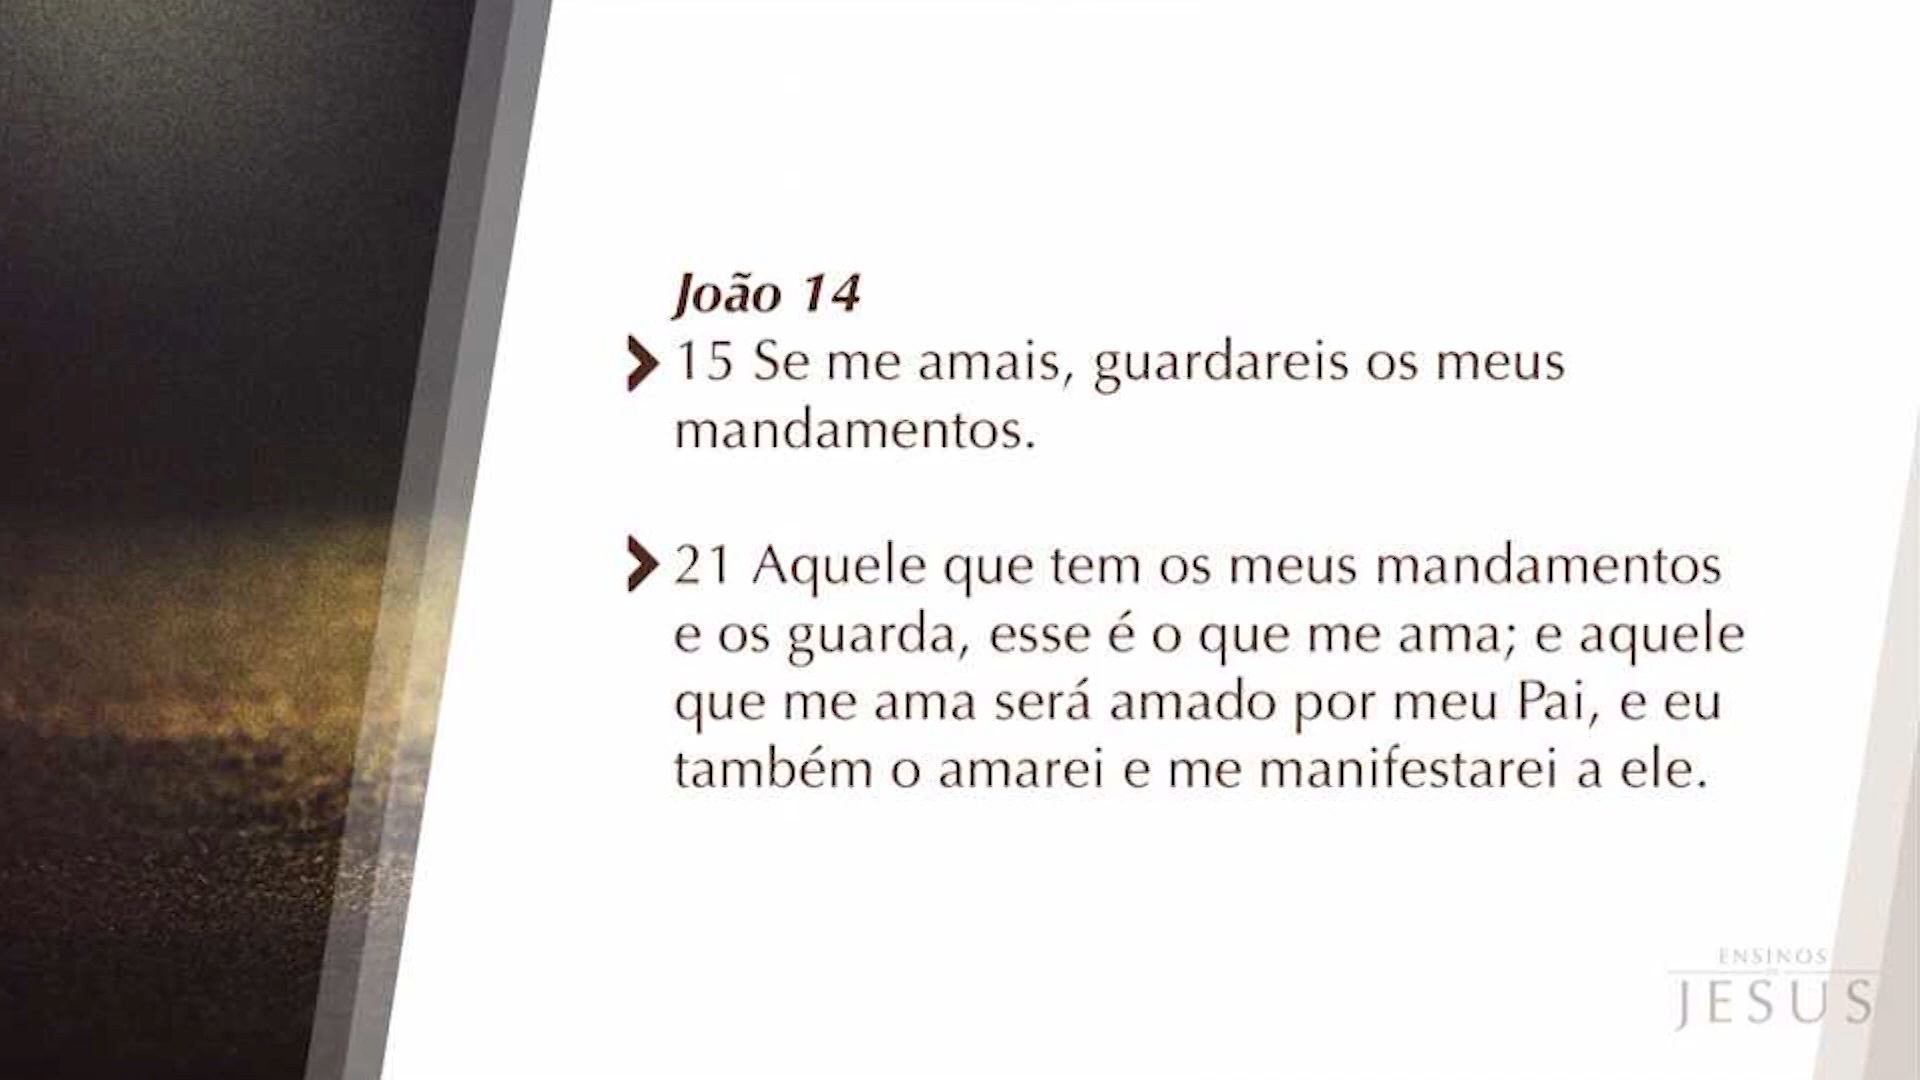 João 14
15 Se me amais, guardareis os meus
mandamentos.
21 Aquele que tem os meus mandamentos
e os guarda, esse é o que me ama; e aquele
que me ama será amado por meu Pai, e eu
também o amarei e me manifestarei a ele.
ENSINOS
JESUS